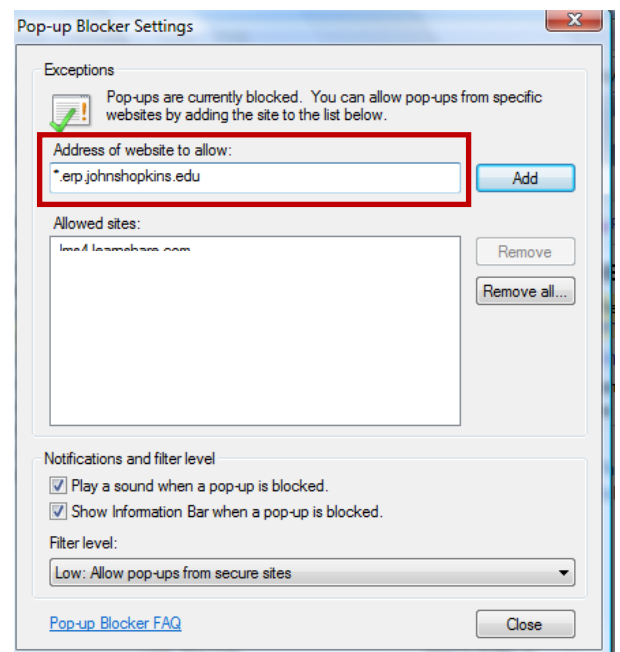 Pop-up Blocker Settings
Exceptions
Pop-ups are currently blocked. You can allow pop-ups from specific
websites by adding the site to the list below.
Address of website to allow:
*.erp.johnshopkins.edu
Add
Allowed sites:
lms4.learnshare.com
Remove
Remove all...
Notifications and filter level
Play a sound when a pop-up is blocked.
Show Information Bar when a pop-up is blocked.
Filter level:
Low: Allow pop-ups from secure sites
Pop-up Blocker FAQ
Close